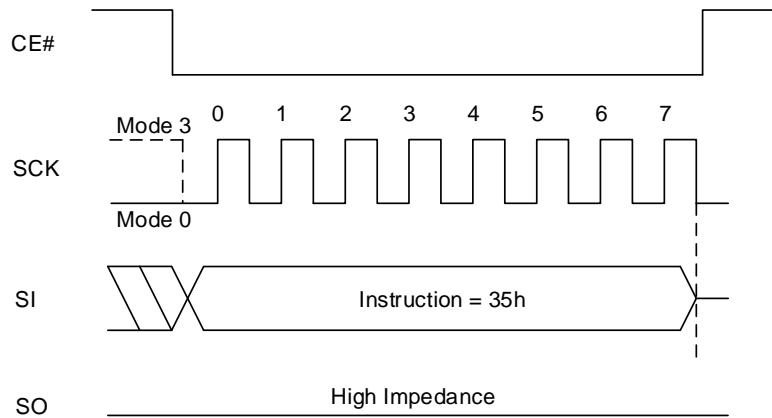 CE#
0 1 2 3 4 5 6 7
Mode 3
SCK
Mode 0
SI
Instruction = 35h
SO
High Impedance